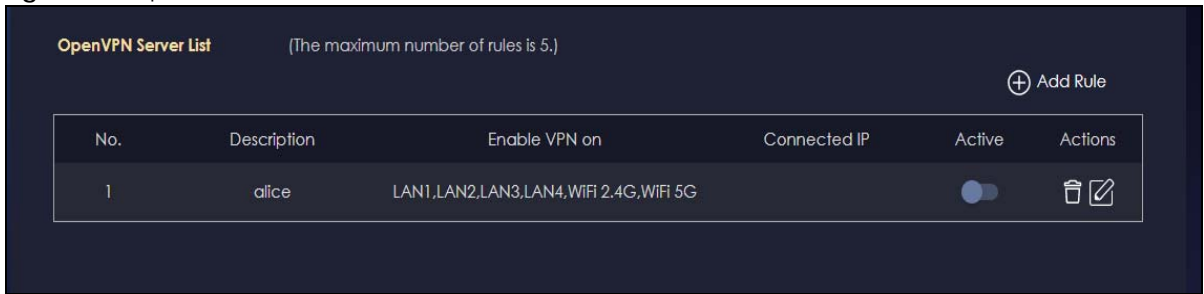 OpenVPN Server List (The maximum number of rules is 5.)
Add Rule
No. Description Enable VPN on Connected IP Active Actions
1 alice LAN1,LAN2,LAN3,LAN4,WiFi 2.4G,WiFi 5G